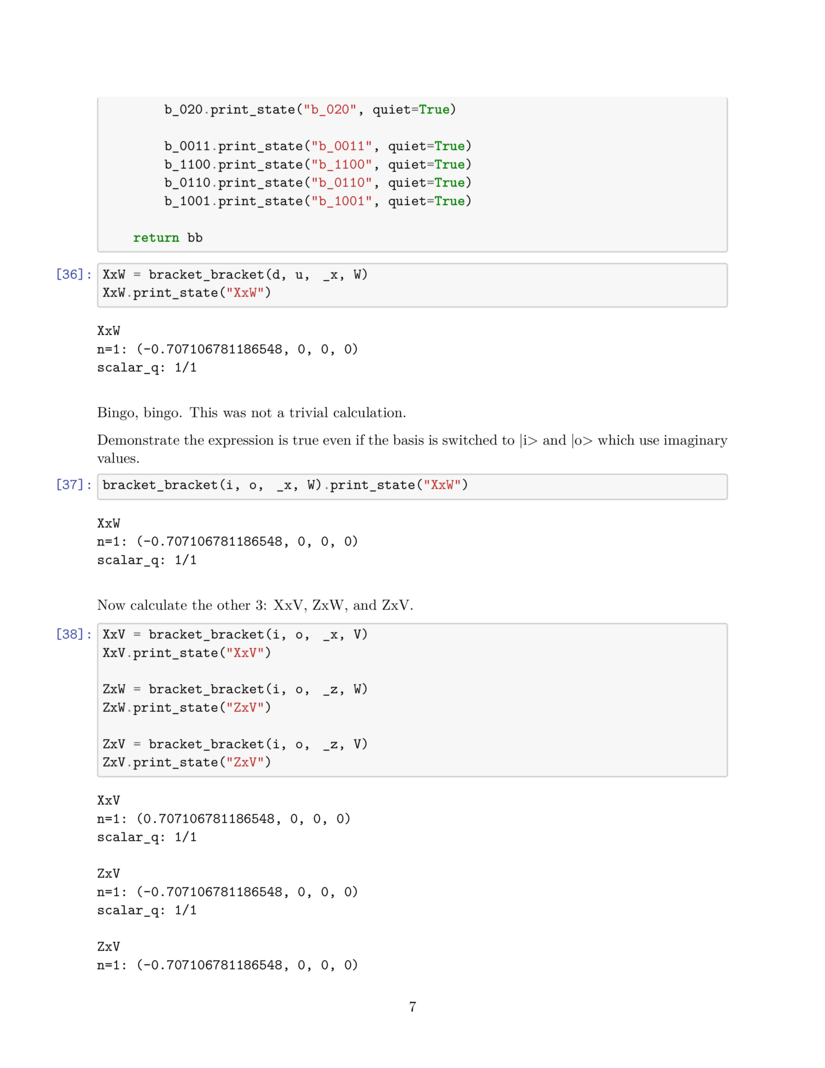 b_020.print_state("b_020", quiet=True)
b_0011.print_state("b_0011", quiet=True)
b_1100.print_state("b_1100", quiet=True)
b_0110.print_state("b_0110", quiet=True)
b_1001.print_state("b_1001", quiet=True)
return bb
[36]: XxW = bracket_bracket(d, u, _x, W)
XxW.print_state("XxW")
XxW
n=1: (-0.707106781186548, 0, 0, 0)
scalar_q: 1/1
Bingo, bingo. This was not a trivial calculation.
Demonstrate the expression is true even if the basis is switched to |i> and |o> which use imaginary
values.
[37]: bracket_bracket(i, o, _x, W).print_state("XxW")
XxW
n=1: (-0.707106781186548, 0, 0, 0)
scalar_q: 1/1
Now calculate the other 3: XxV, ZxW, and ZxV.
[38]: XxV = bracket_bracket(i, o, _x, V)
XxV.print_state("XxV")
ZxW = bracket_bracket(i, o, _z, W)
ZxW.print_state("ZxV")
ZxV = bracket_bracket(i, o, _z, V)
ZxV.print_state("ZxV")
XxV
n=1: (0.707106781186548, 0, 0, 0)
scalar_q: 1/1
ZxV
n=1: (-0.707106781186548, 0, 0, 0)
scalar_q: 1/1
ZxV
n=1: (-0.707106781186548, 0, 0, 0)
7